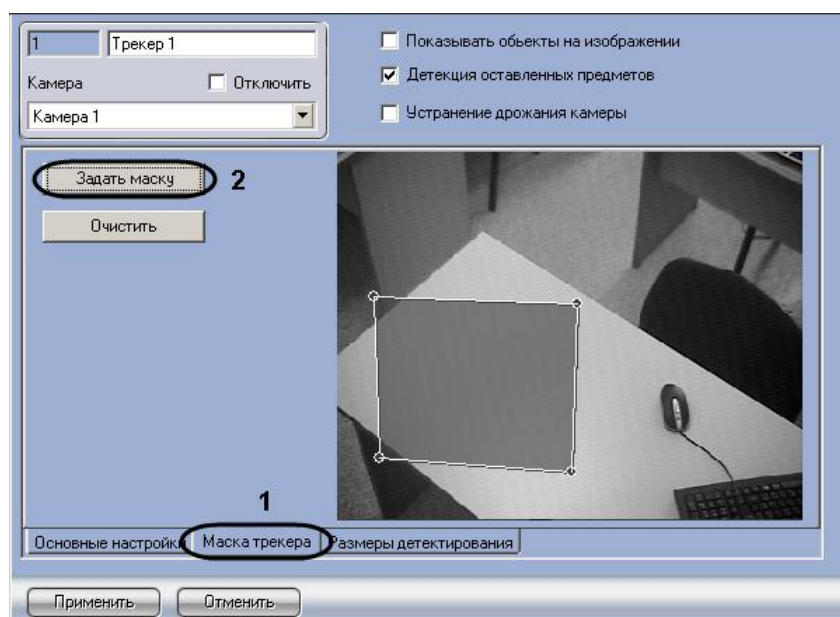 1 Трекер 1
Показывать обьекты на изображении
Камера
Отключить
Детекция оставленных предметов
Камера 1
Устранение дрожания камеры
Задать маску
2
Очистить
1
Основные настройки
Маска трекера
Размеры детектирования
Применить
Отменить